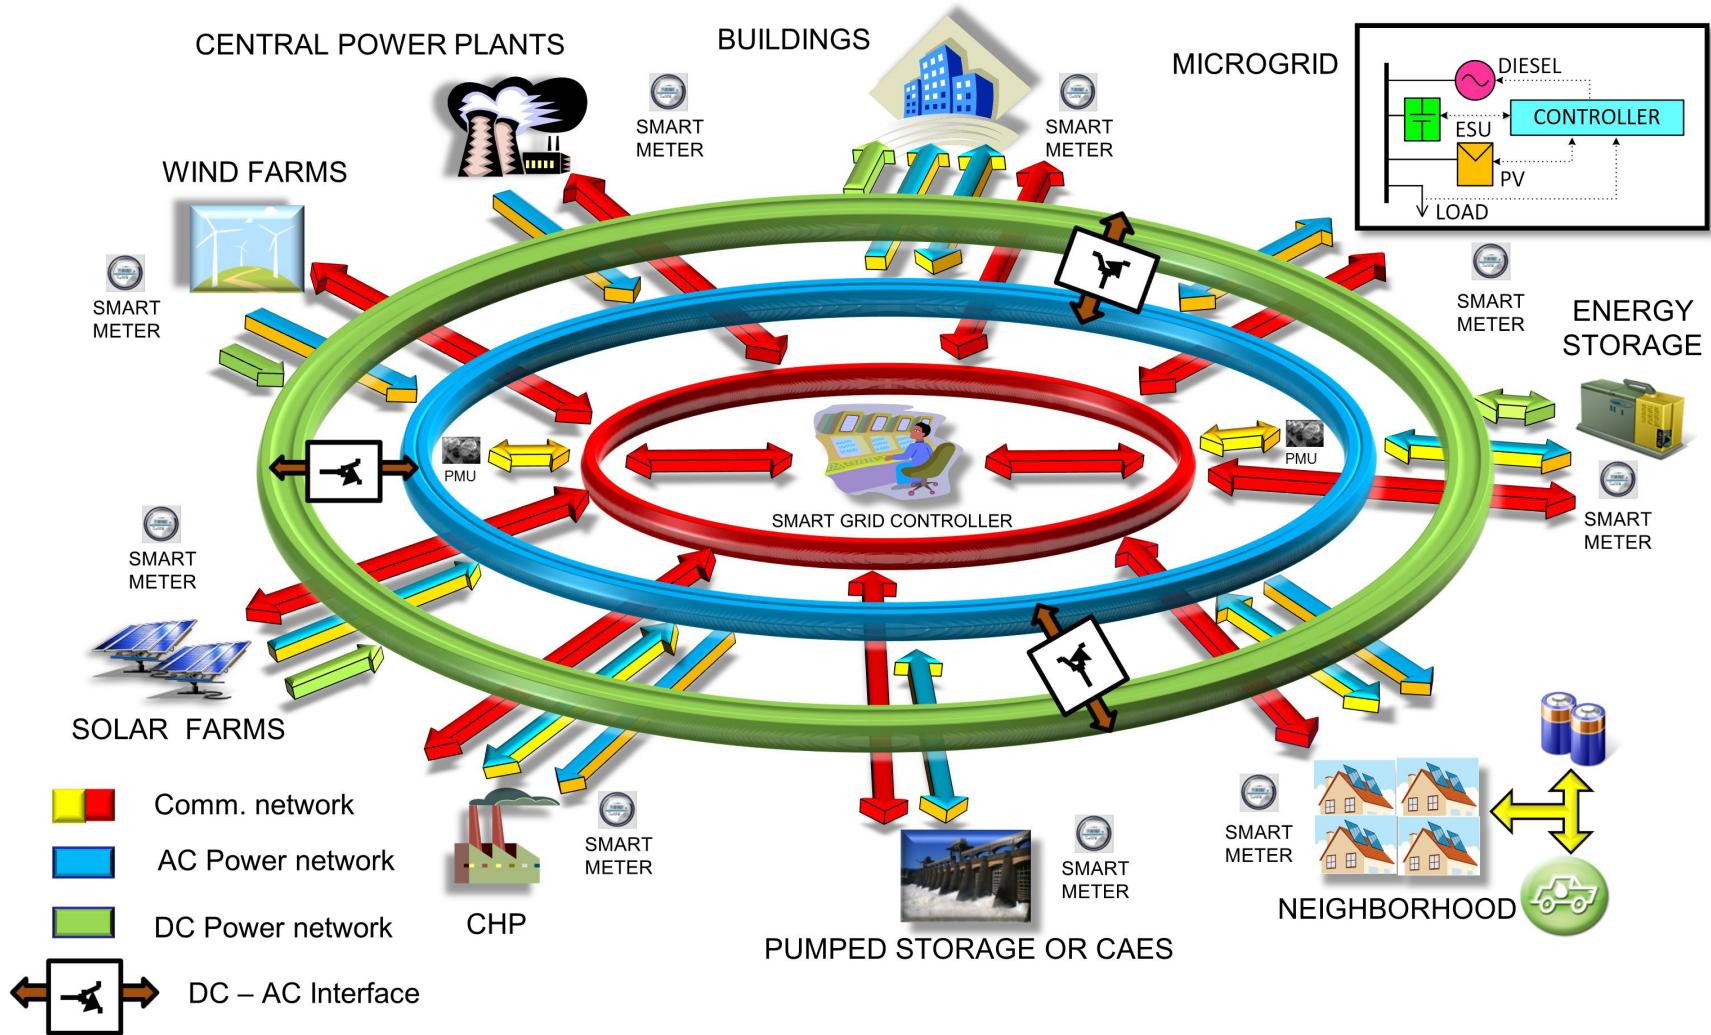 CENTRAL POWER PLANTS
BUILDINGS
MICROGRID
DIESEL
CONTROLLER
ESU
PV
LOAD
SMART
METER
SMART
METER
WIND FARMS
SMART
METER
SMART
METER
ENERGY
STORAGE
PMU
PMU
SMART GRID CONTROLLER
SMART
METER
SMART
METER
SOLAR FARMS
Comm. network
AC Power network
DC Power network
DC – AC Interface
CHP
SMART
METER
PUMPED STORAGE OR CAES
SMART
METER
SMART
METER
NEIGHBORHOOD